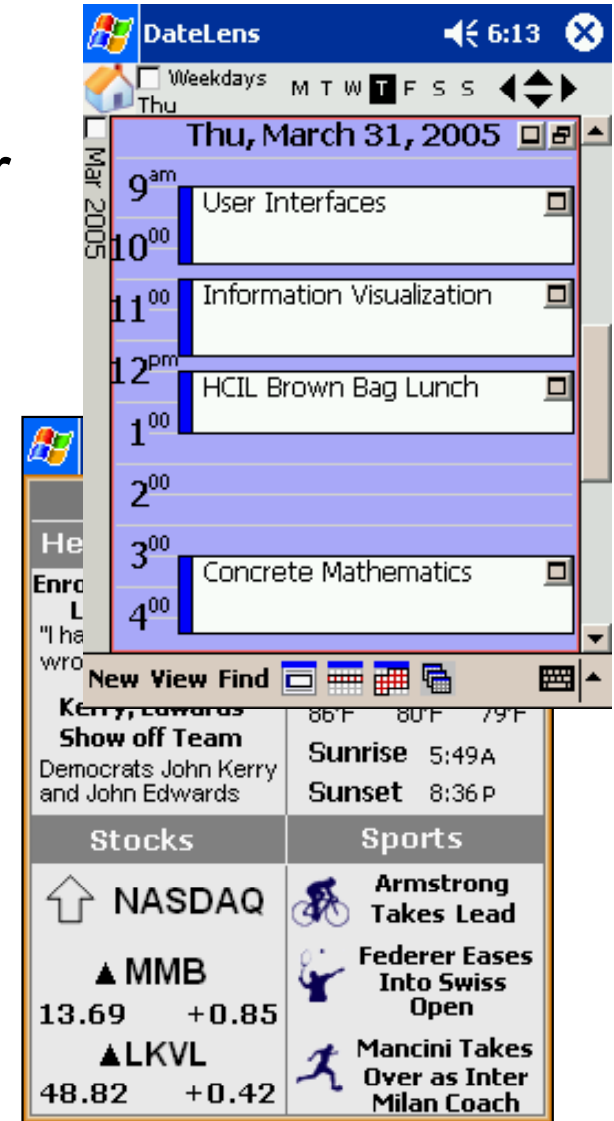 r
DateLens 6:13
Weekdays M T W T F S S
Thu
Mar 2005
Thu, March 31, 2005
9am
User Interfaces
10 00
11 00 Information Visualization
12pm
HCIL Brown Bag Lunch
1 00
2 00
3 00
Concrete Mathematics
4 00
New View Find
He
Enro
L
"I ha
wro
Kerry, Edwards
Show off Team
Democrats John Kerry
and John Edwards
86°F 80°F 79°F
Sunrise 5:49A
Sunset 8:36P
Stocks
NASDAQ
MMB
13.69 +0.85
LKVL
48.82 +0.42
Sports
Armstrong
Takes Lead
Federer Eases
Into Swiss
Open
Mancini Takes
Over as Inter
Milan Coach